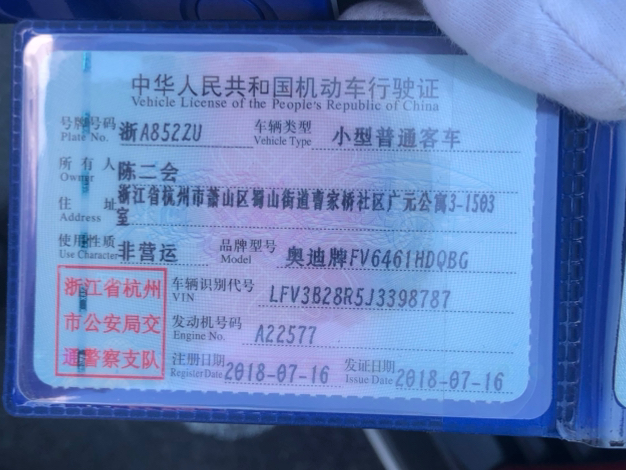 中华人民共和国机动车行驶证
Vehicle License of the People's Republic of China
号牌号码 浙A8522U 车辆类型 小型普通客车
Plate No. Vehicle Type
所有人 陈二会
Owner
住址 浙江省杭州市萧山区蜀山街道曹家桥社区广元公寓3-1503
Address 室
使用性质 非营运 品牌型号 奥迪牌FV6461HDQBG
Use Character Model
浙江省杭州
市公安局交
通警察支队
车辆识别代号 LFV3B28R5J3398787
VIN
发动机号码 A22577
Engine No.
注册日期 2018-07-16 发证日期 2018-07-16
Register Date Issue Date